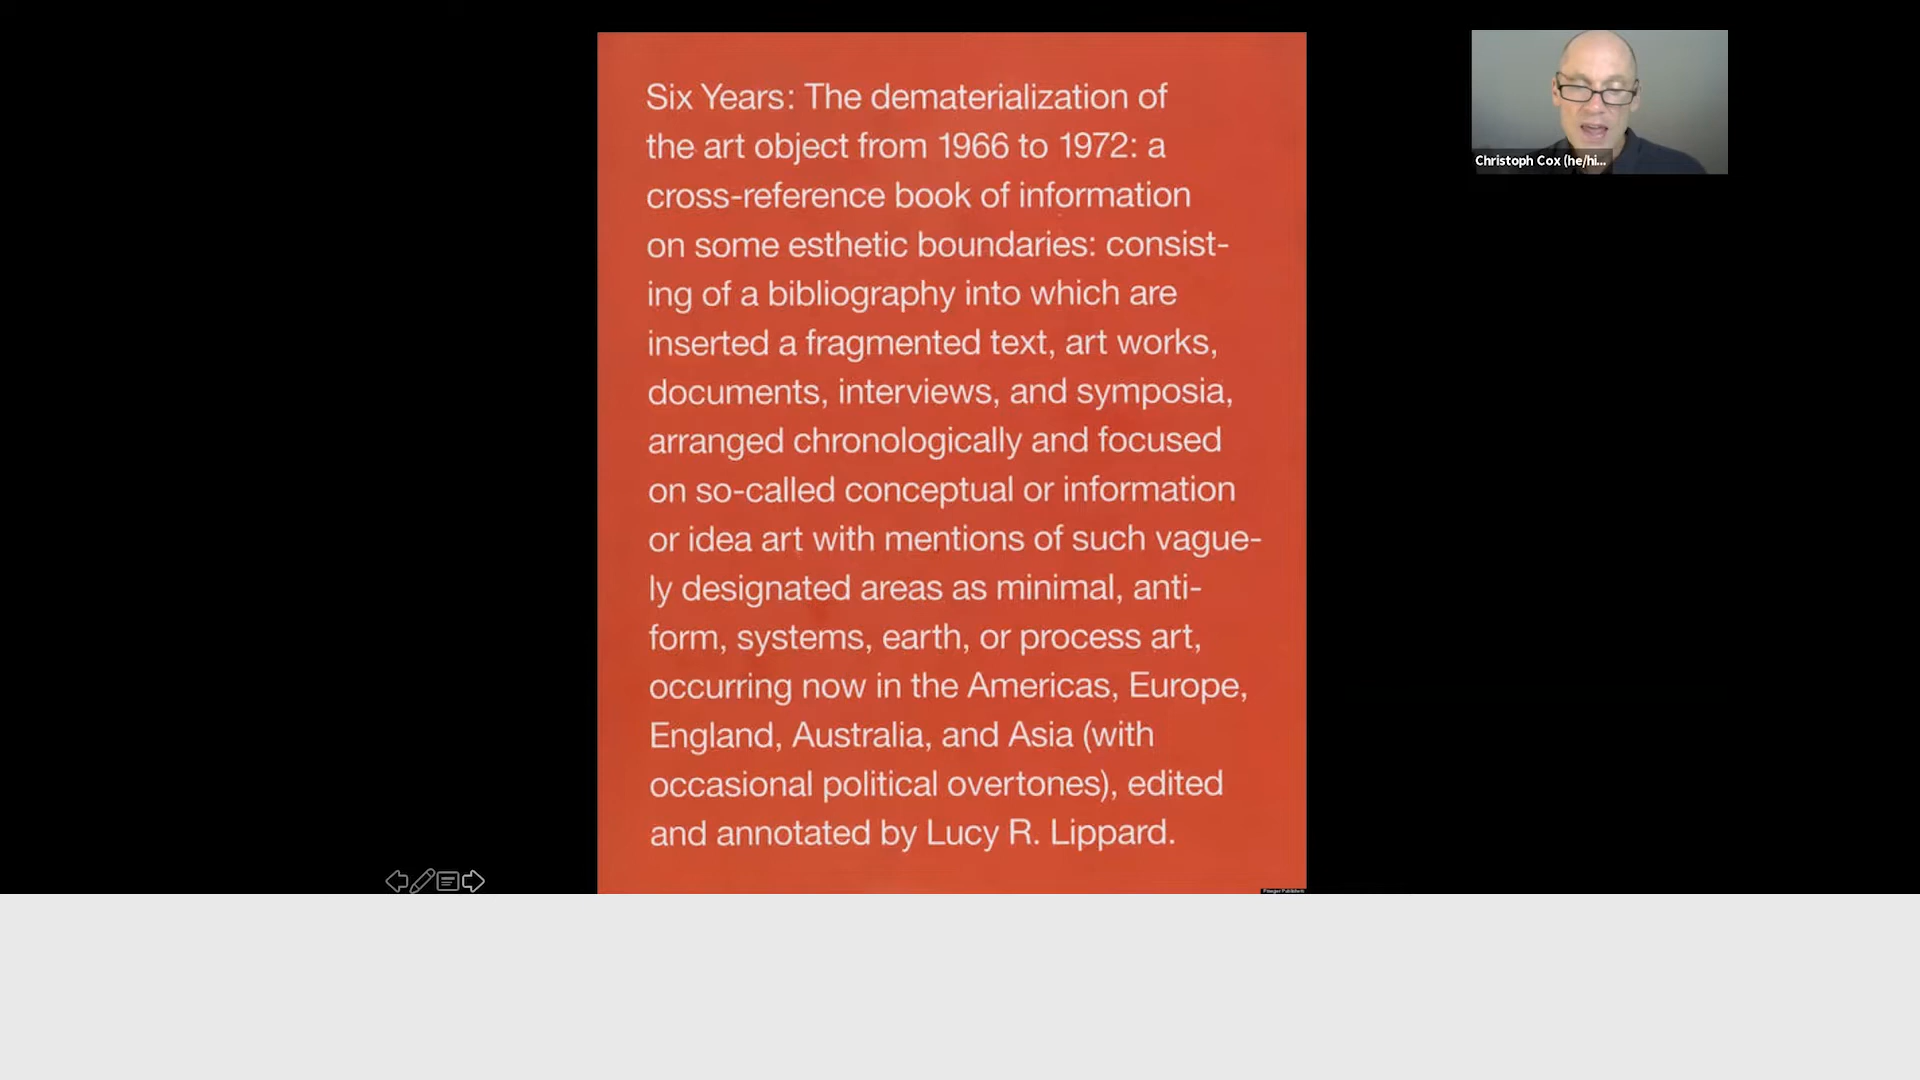 Six Years: The dematerialization of
the art object from 1966 to 1972: a
cross-reference book of information
on some esthetic boundaries: consist-
ing of a bibliography into which are
inserted a fragmented text, art works,
documents, interviews, and symposia,
arranged chronologically and focused
on so-called conceptual or information
or idea art with mentions of such vague-
ly designated areas as minimal, anti-
form, systems, earth, or process art,
occurring now in the Americas, Europe,
England, Australia, and Asia (with
occasional political overtones), edited
and annotated by Lucy R. Lippard.
Christoph Cox (he/hi...
Praeger Publishers